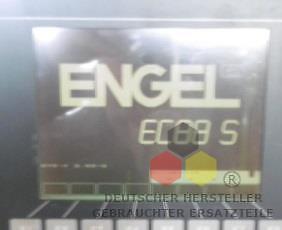 ENGEL
EC88 S
®
DEUTSCHER HERSTELLER
GEBRAUCHTER ERSATZTEILE